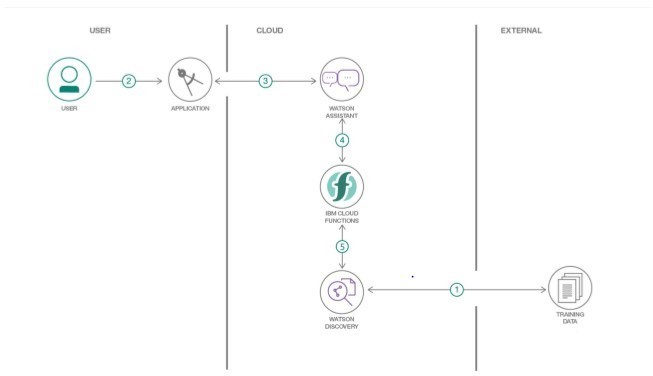 USER
CLOUD
EXTERNAL
2
3
USER
APPLICATION
WATSON
ASSISTANT
4
IBM CLOUD
FUNCTIONS
5
1
WATSON
DISCOVERY
TRAINING
DATA